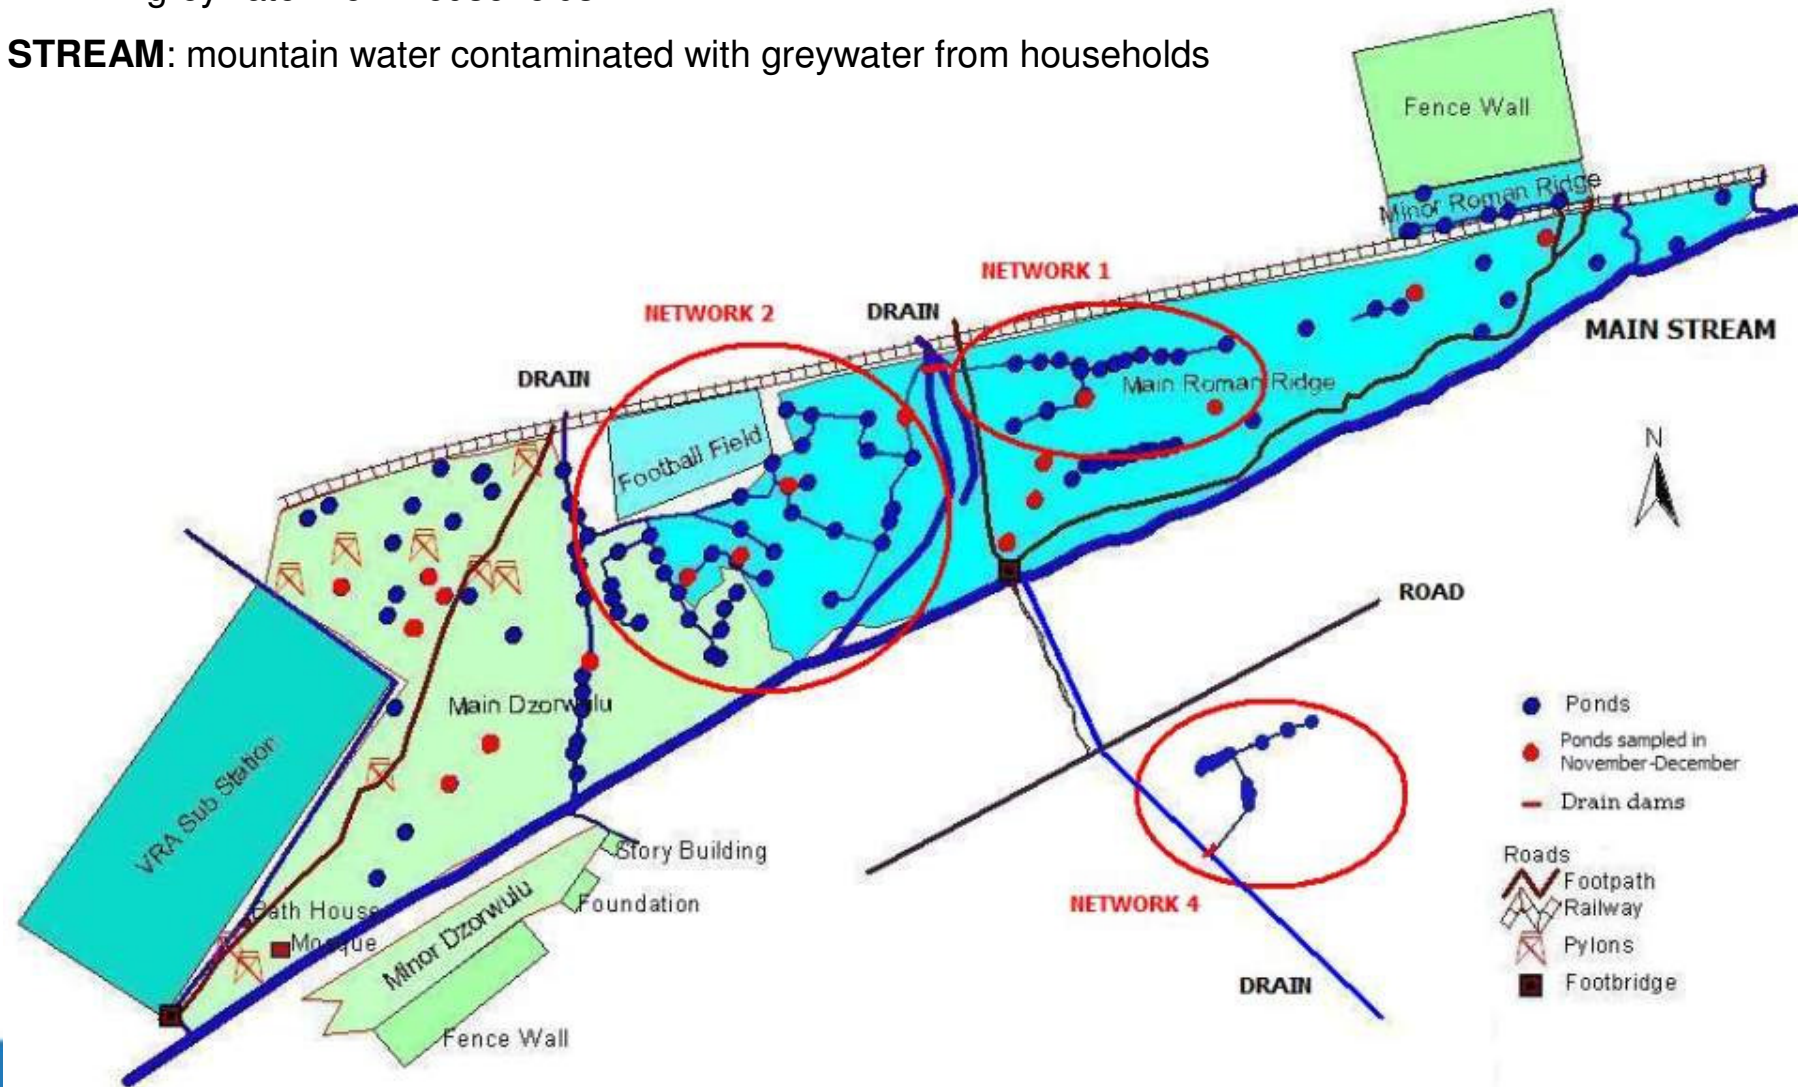 STREAM: mountain water contaminated with greywater from households
Fence Wall
Minor Roman Ridge
NETWORK 1
NETWORK 2
DRAIN
MAIN STREAM
DRAIN
Main Roman Ridge
Football Field
N
ROAD
Main Dzorwulu
Ponds
Ponds sampled in
November-December
Drain dams
VRA Sub Station
Story Building
Roads
Footpath
Foundation
NETWORK 4
Railway
Bath House
Mosque
Minor Dzorwulu
Pylons
DRAIN
Footbridge
Fence Wall